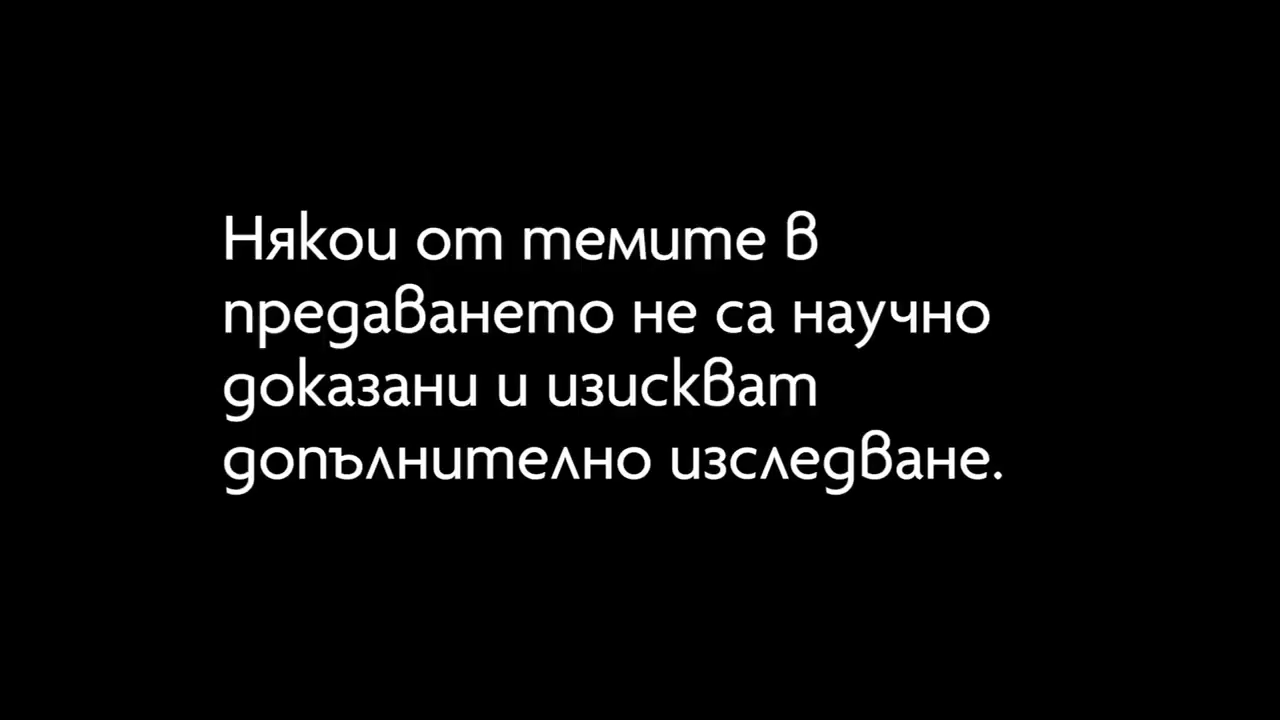 Някои от темите в
предаването не са научно
доказани и изискват
допълнително изследване.